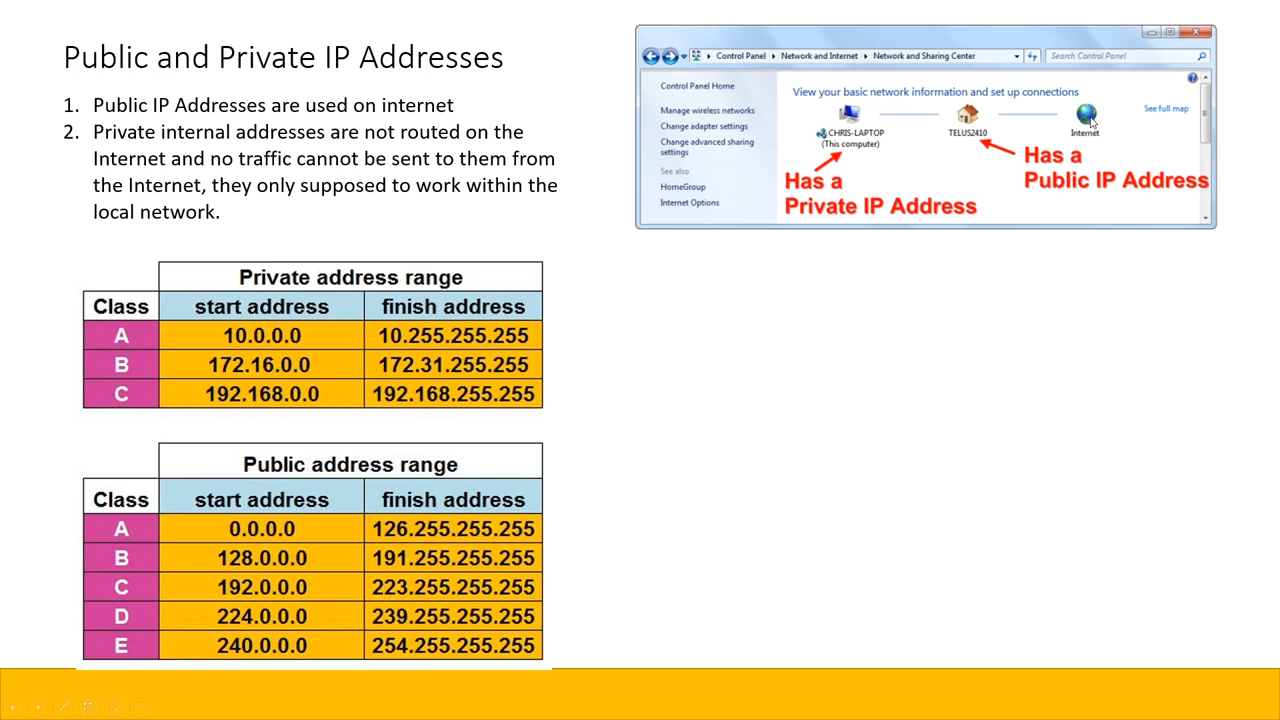 Public and Private IP Addresses
1. Public IP Addresses are used on internet
2. Private internal addresses are not routed on the
Internet and no traffic cannot be sent to them from
the Internet, they only supposed to work within the
local network.
Control Panel Network and Internet Network and Sharing Center
Search Control Panel
Control Panel Home
Manage wireless networks
Change adapter settings
Change advanced sharing
settings
See also
HomeGroup
Internet Options
View your basic network information and set up connections
See full map
CHRIS-LAPTOP
(This computer)
TELUS2410
Internet
Has a
Private IP Address
Has a
Public IP Address
Private address range
Class start address finish address
A 10.0.0.0 10.255.255.255
B 172.16.0.0 172.31.255.255
C 192.168.0.0 192.168.255.255
Public address range
Class start address finish address
A 0.0.0.0 126.255.255.255
B 128.0.0.0 191.255.255.255
C 192.0.0.0 223.255.255.255
D 224.0.0.0 239.255.255.255
E 240.0.0.0 254.255.255.255